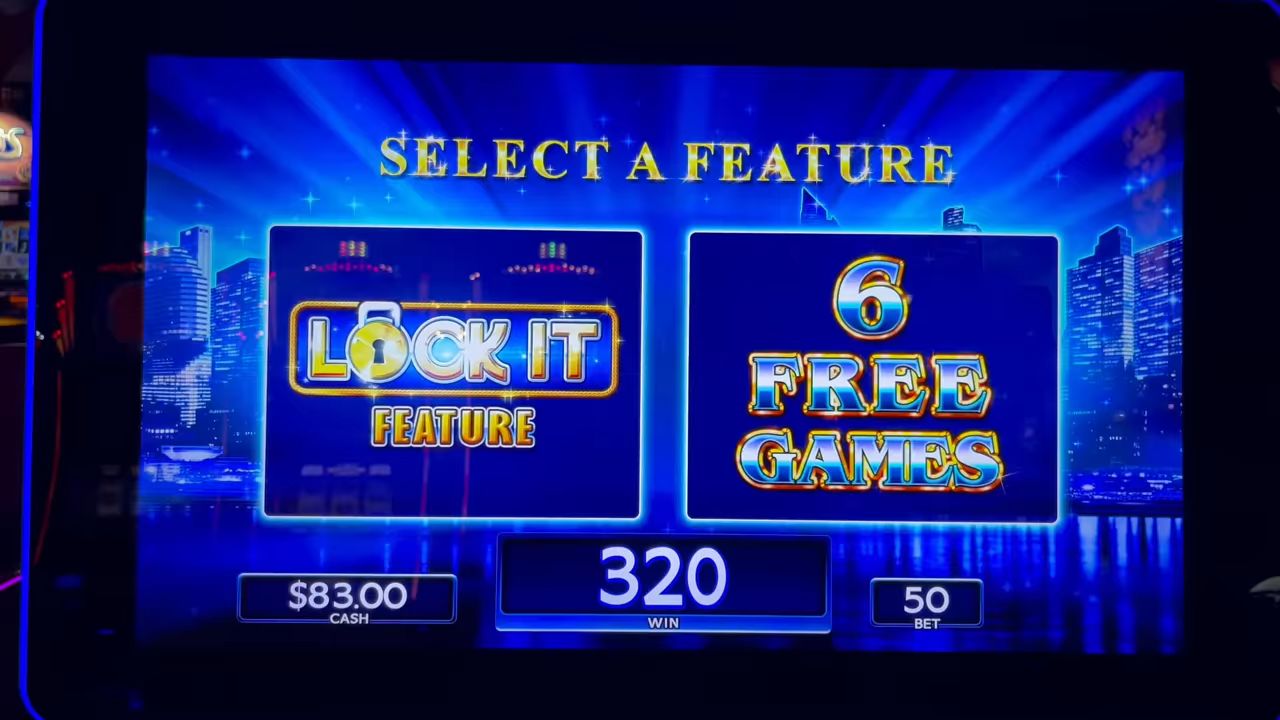 SELECT A FEATURE
LOCK IT
FEATURE
6
FREE
GAMES
$83.00
CASH
320
WIN
50
BET